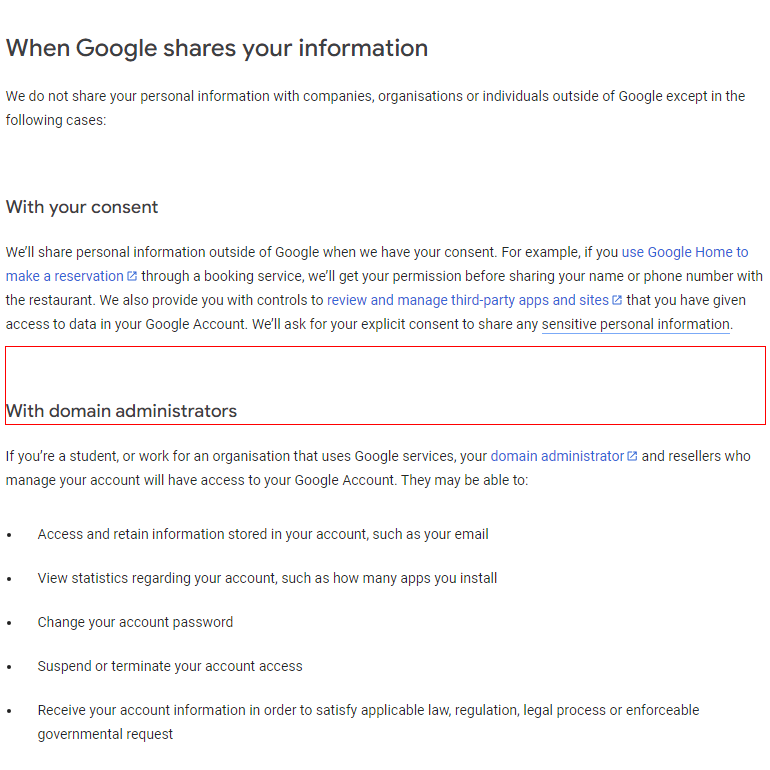 When Google shares your information
We do not share your personal information with companies, organisations or individuals outside of Google except in the
following cases:
With your consent
We’ll share personal information outside of Google when we have your consent. For example, if you use Google Home to
make a reservation through a booking service, we’ll get your permission before sharing your name or phone number with
the restaurant. We also provide you with controls to review and manage third-party apps and sites that you have given
access to data in your Google Account. We’ll ask for your explicit consent to share any sensitive personal information.
With domain administrators
If you’re a student, or work for an organisation that uses Google services, your domain administrator and resellers who
manage your account will have access to your Google Account. They may be able to:
• Access and retain information stored in your account, such as your email
• View statistics regarding your account, such as how many apps you install
• Change your account password
• Suspend or terminate your account access
• Receive your account information in order to satisfy applicable law, regulation, legal process or enforceable
governmental request